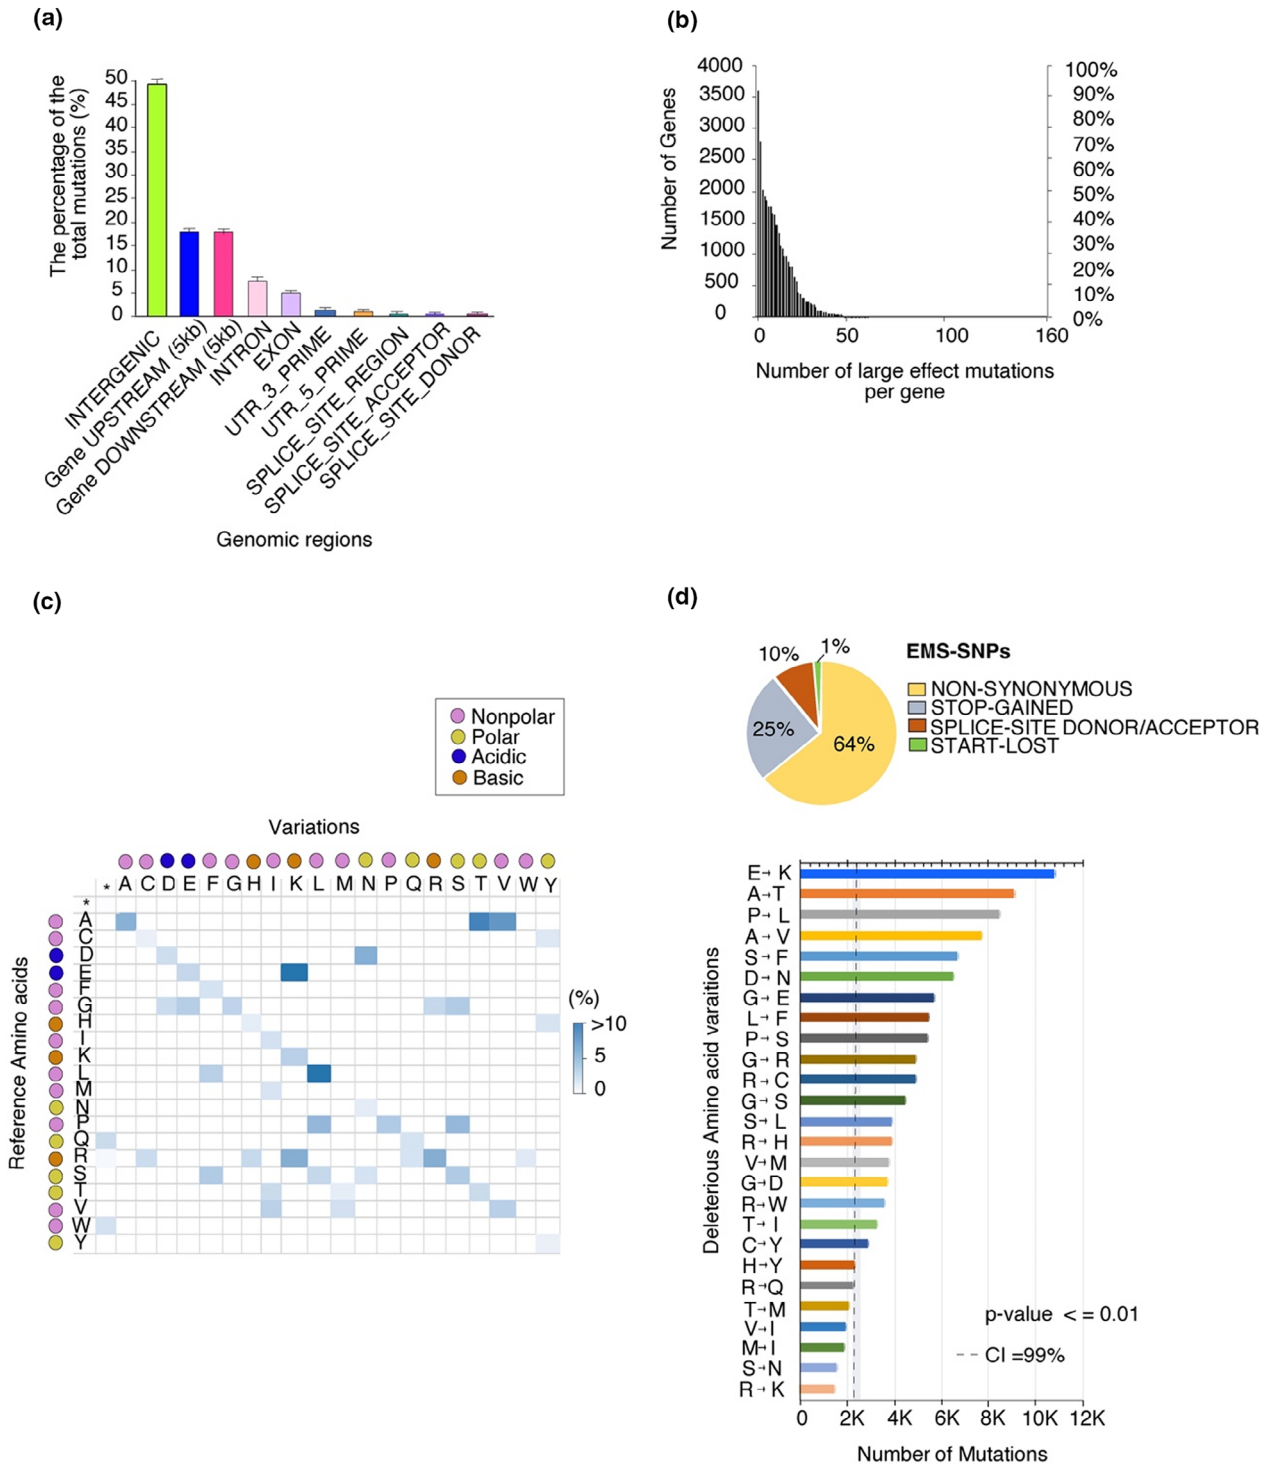 (a)
The percentage of the
total mutations (%)
50
45
40
35
30
25
20
15
10
5
0
INTERGENIC
Gene UPSTREAM (5kb)
Gene DOWNSTREAM (5kb)
INTRON
EXON
UTR_3_PRIME
UTR_5_PRIME
SPLICE_SITE_REGION
SPLICE_SITE_ACCEPTOR
SPLICE_SITE_DONOR
Genomic regions
(b)
Number of Genes
4000
3500
3000
2500
2000
1500
1000
500
0
100%
90%
80%
70%
60%
50%
40%
30%
20%
10%
0%
0 50 100 160
Number of large effect mutations
per gene
(c)
Nonpolar
Polar
Acidic
Basic
Variations
* A C D E F G H I K L M N P Q R S T V W Y
Reference Amino acids
*
A
C
D
E
F
G
H
I
K
L
M
N
P
Q
R
S
T
V
W
Y
(%)
>10
5
0
(d)
10%
1%
25%
64%
EMS-SNPs
NON-SYNONYMOUS
STOP-GAINED
SPLICE-SITE DONOR/ACCEPTOR
START-LOST
Deleterious Amino acid varaitions
E→K
A→T
P→L
A→V
S→F
D→N
G→E
L→F
P→S
G→R
R→C
G→S
S→L
R→H
V→M
G→D
R→W
T→I
C→Y
H→Y
R→Q
T→M
V→I
M→I
S→N
R→K
p-value <= 0.01
-- CI =99%
0 2K 4K 6K 8K 10K 12K
Number of Mutations